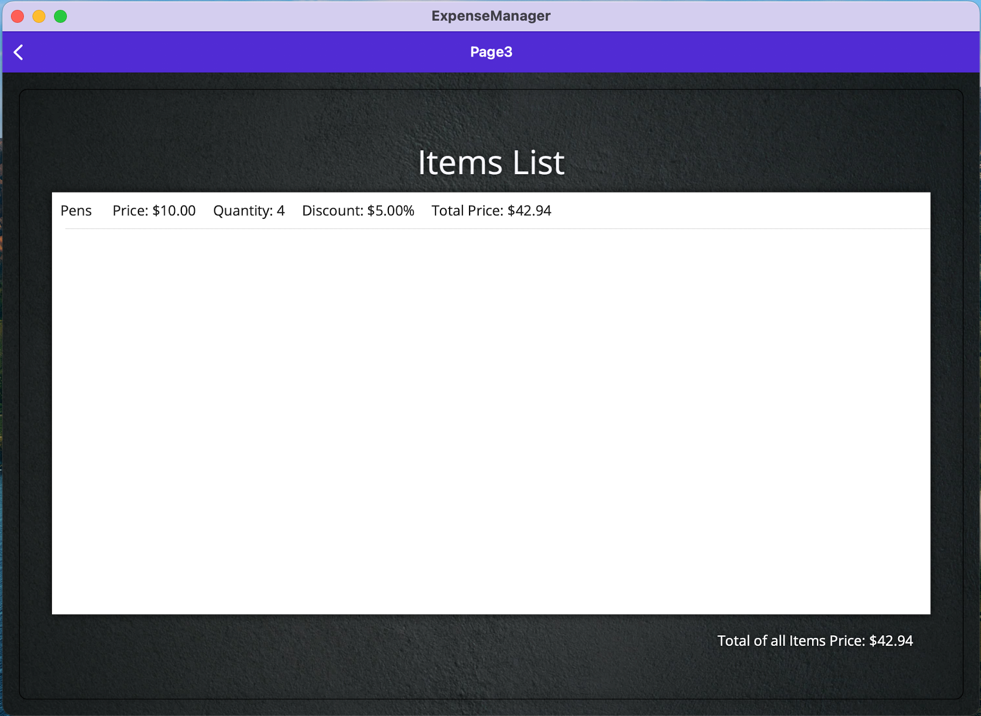 ExpenseManager
Page3
Items List
Pens Price: $10.00 Quantity: 4 Discount: $5.00% Total Price: $42.94
Total of all Items Price: $42.94